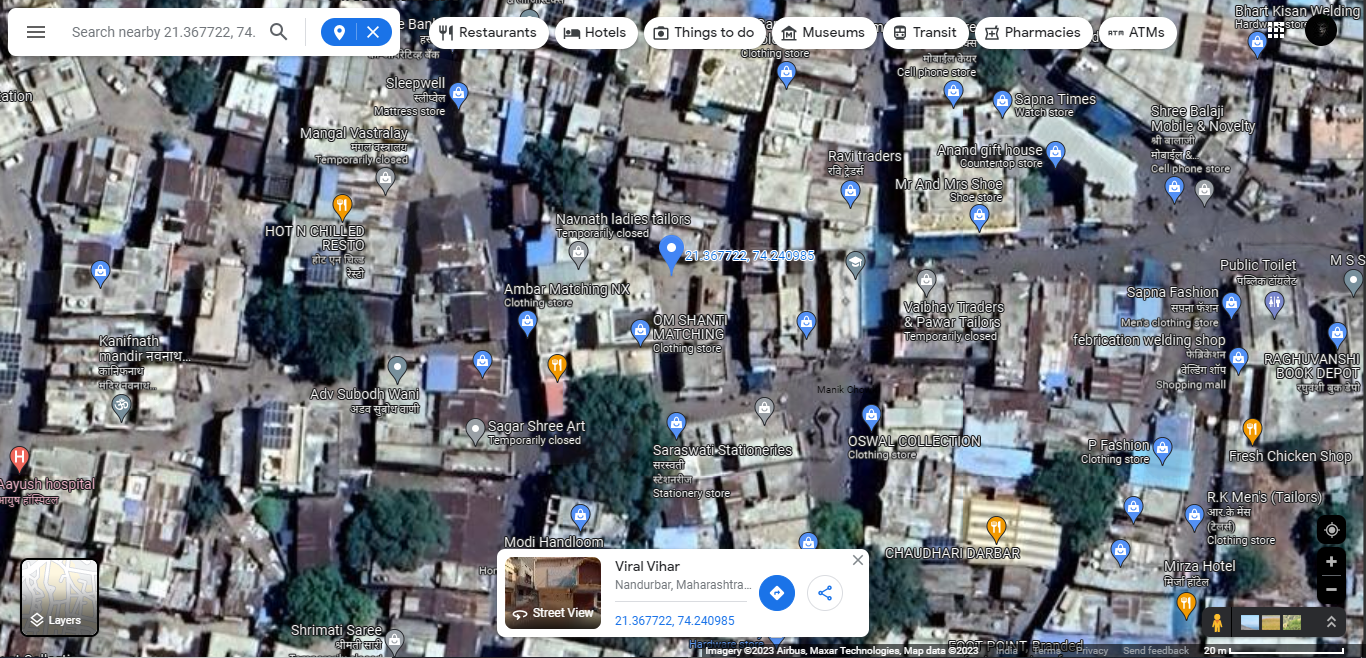 Search nearby 21.367722, 74.
Restaurants
Hotels
Things to do
Museums
Transit
Pharmacies
ATMs
Bhart Kisan Welding
Clothing store
Cell phone store
Sleepwell
स्लीपवेल
Mattress store
Sapna Times
Watch store
Shree Balaji
Mobile & Novelty
श्री बालाजी
मोबाईल &...
Cell phone store
Mangal Vastralay
मंगल वस्त्रालय
Temporarily closed
Ravi traders
रवि ट्रेडर्स
Anand gift house
Countertop store
Mr And Mrs Shoe
Shoe store
HOT N CHILLED
RESTO
हॉट एन चिल्ड
रेस्टो
Navnath ladies tailors
Temporarily closed
21.367722, 74.240985
Public Toilet
पब्लिक टॉयलेट
M S S
Ambar Matching NX
Clothing store
OM SHANTI
MATCHING
Clothing store
Vaibhav Traders
& Pawar Tailors
Temporarily closed
Sapna Fashion
सपना फॅशन
Men's clothing store
febrication welding shop
फेब्रिकेशन
वेल्डिंग शॉप
Shopping mall
RAGHUVANSHI
BOOK DEPOT
रघुवंशी बुक डेपो
Kanifnath
mandir नवनाथ...
कानिफनाथ
मंदिर नवनाथ...
Adv Subodh Wani
अडव सुबोध वाणी
Sagar Shree Art
Temporarily closed
Saraswati Stationeries
सरस्वती
स्टेशनरीज
Stationery store
OSWAL COLLECTION
Clothing store
P Fashion
Clothing store
Fresh Chicken Shop
Aayush hospital
आयुष हॉस्पिटल
R.K Men's (Tailors)
आर के मेंस
(टेलर्स)
Clothing store
Modi Handloom
CHAUDHARI DARBAR
Mirza Hotel
मिर्जा हॉटेल
Viral Vihar
Nandurbar, Maharashtra...
21.367722, 74.240985
Street View
Layers
Shrimati Saree
श्रीमती सारी
Temporarily closed
Hardware store
FOOT POINT, Branded
Imagery ©2023 Airbus, Maxar Technologies, Map data ©2023
India
Terms
Privacy
Send feedback
20 m